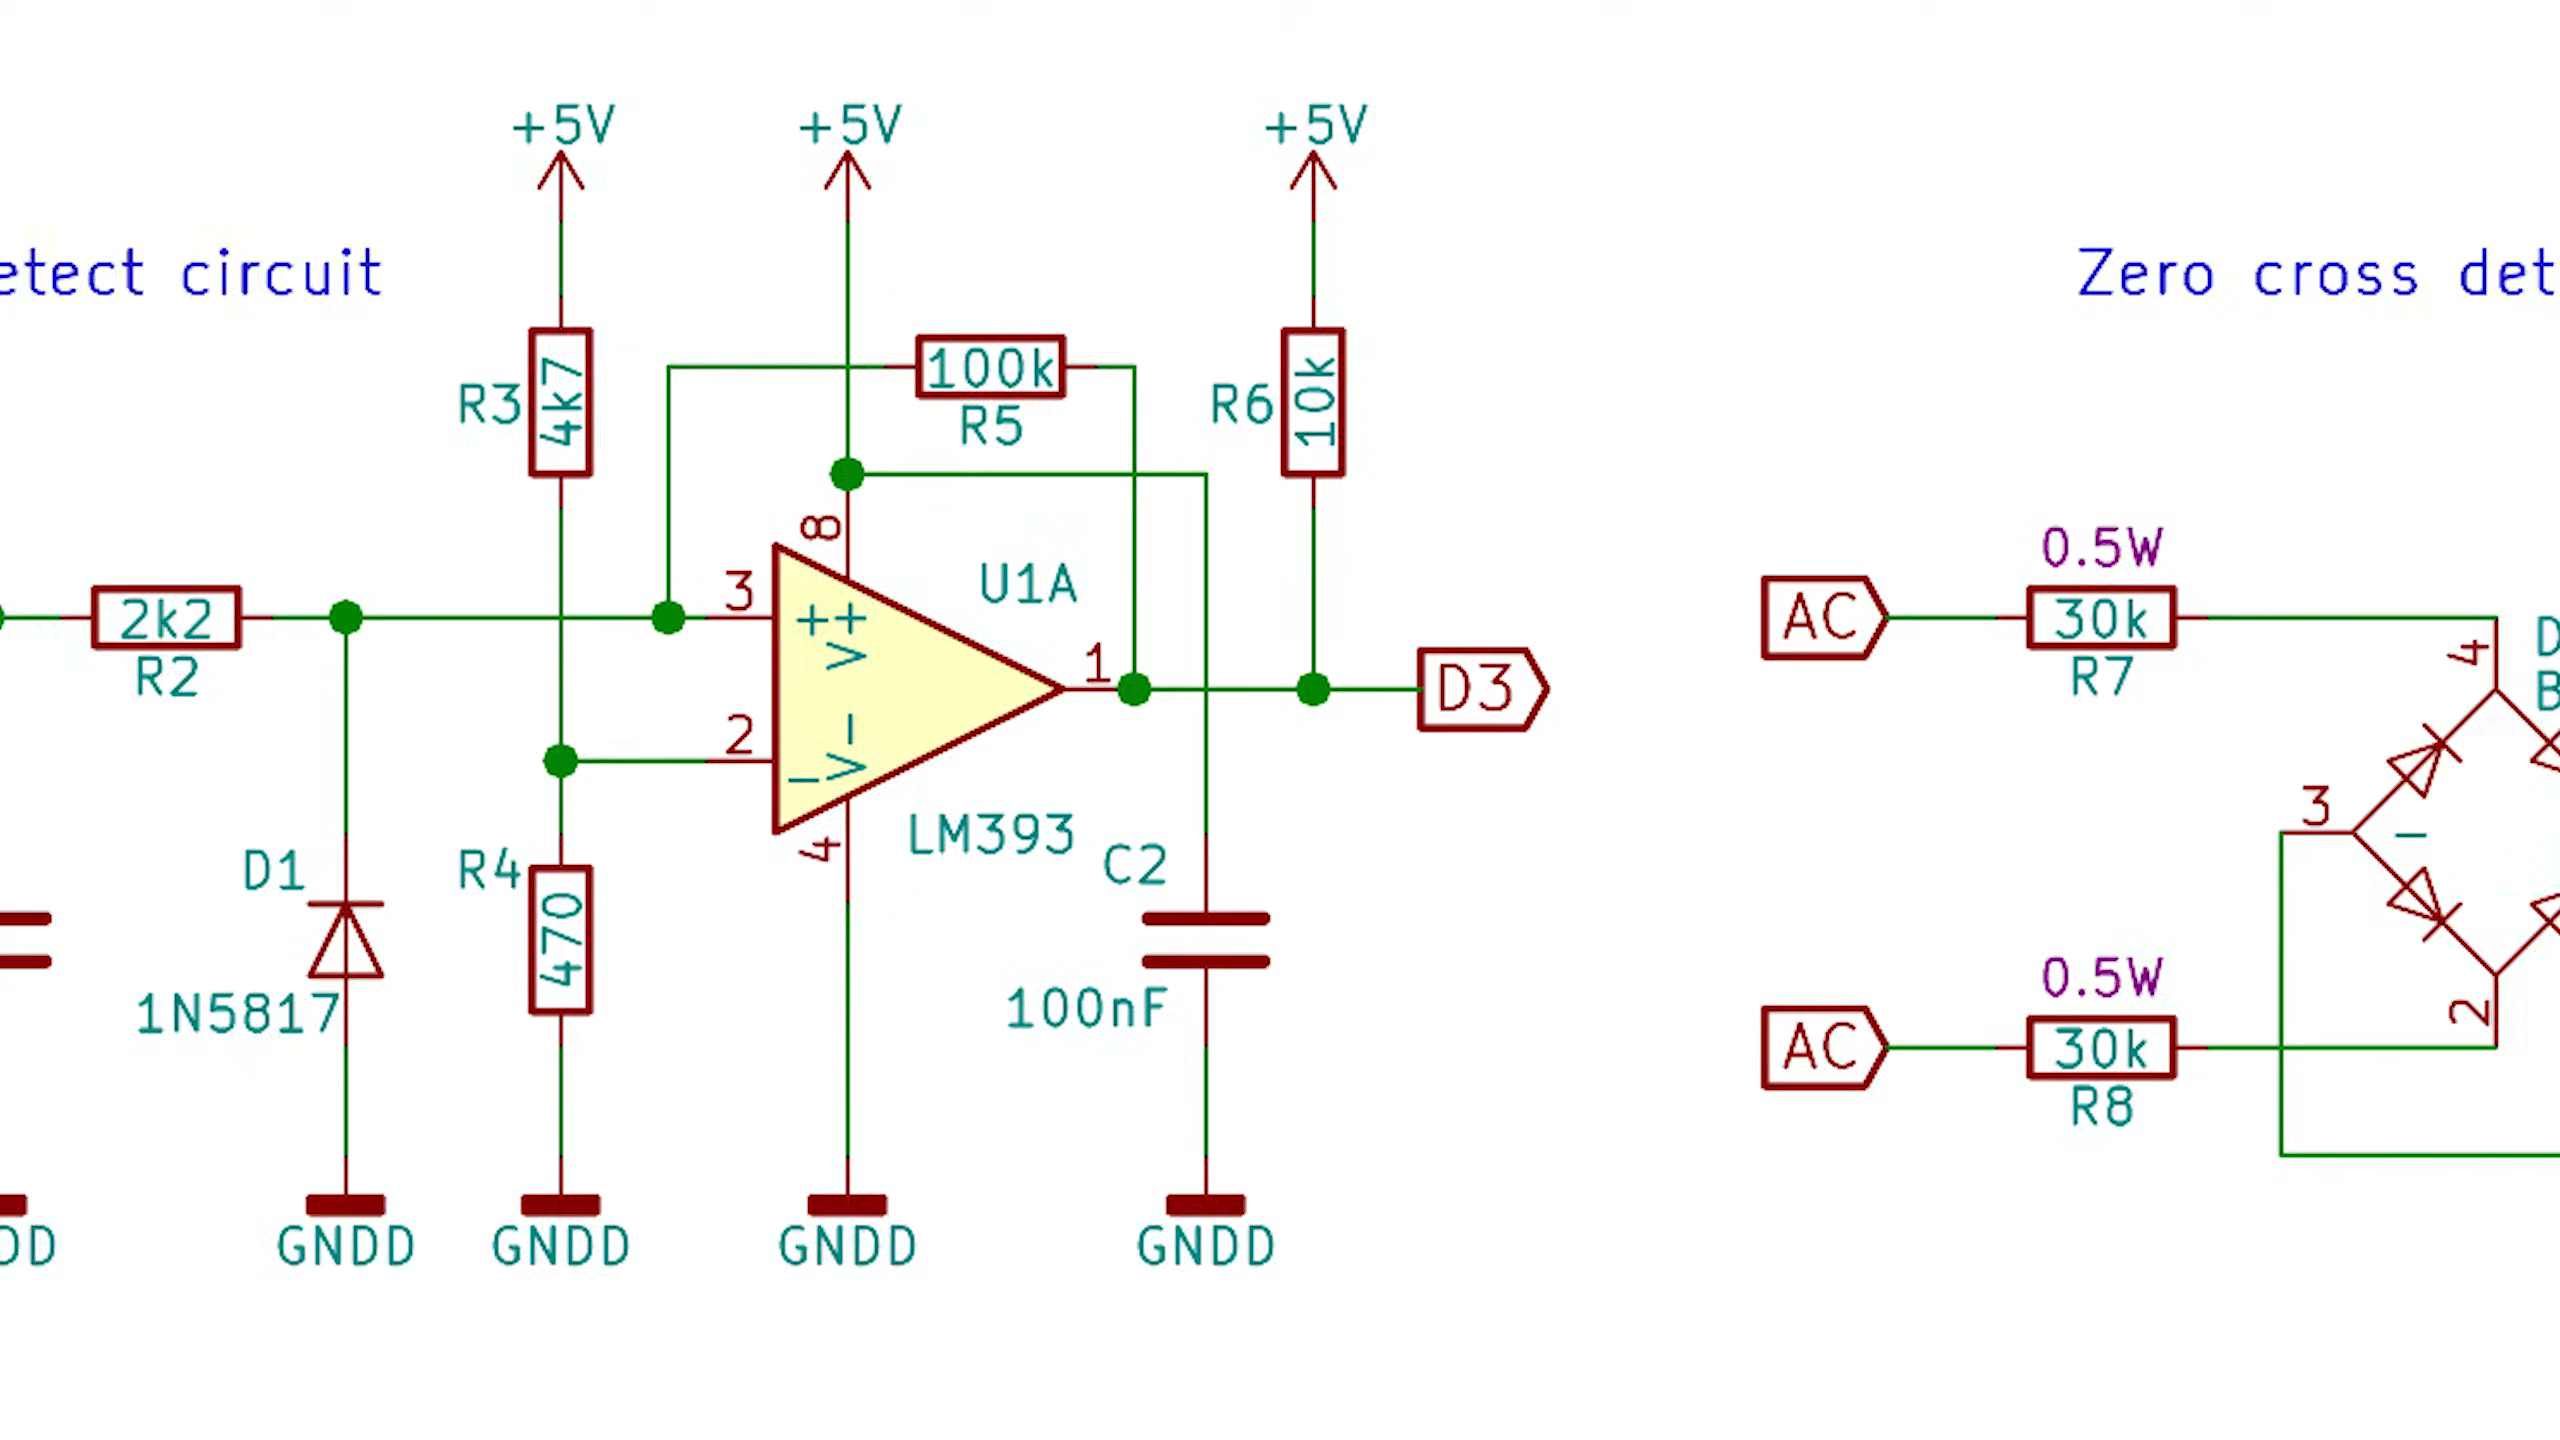 +5V
+5V
+5V
etect circuit
Zero cross det
R3
4k7
100k
R5
R6
10k
8
0.5W
3
U1A
AC
30k
R7
2k2
R2
+
V+
1
D3
4
2
V-
-
4
LM393
3
-
D1
R4
470
C2
1N5817
100nF
0.5W
AC
30k
R8
2
GNDD
GNDD
GNDD
GNDD